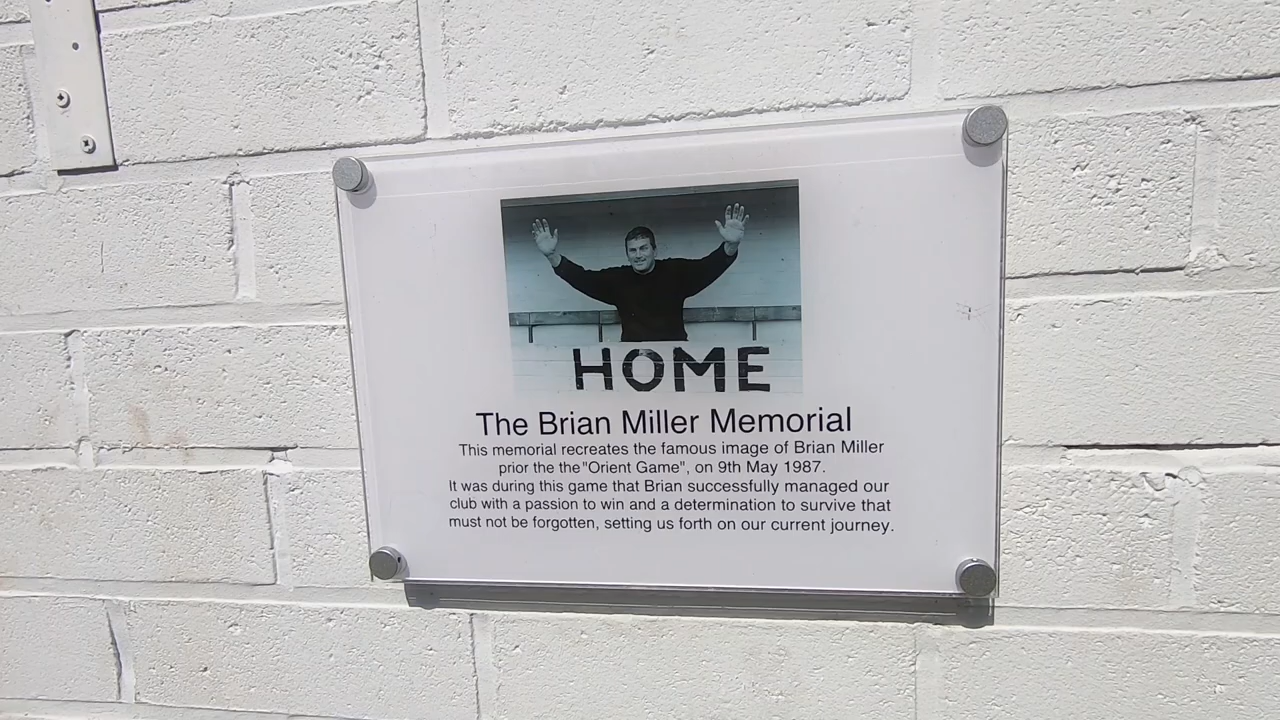 HOME
The Brian Miller Memorial
This memorial recreates the famous image of Brian Miller
prior the the"Orient Game", on 9th May 1987.
It was during this game that Brian successfully managed our
club with a passion to win and a determination to survive that
must not be forgotten, setting us forth on our current journey.